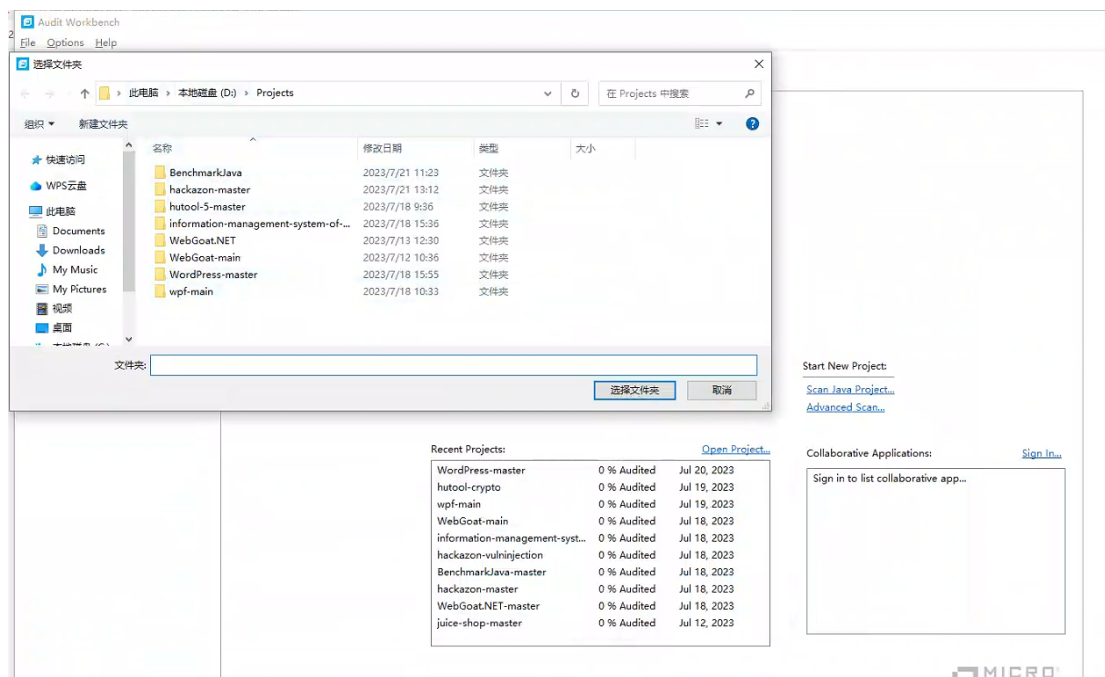 Audit Workbench
2
File Options Help
选择文件夹
此电脑 › 本地磁盘 (D:) › Projects
在 Projects 中搜索
组织 新建文件夹
名称 修改日期 类型 大小
快速访问
WPS云盘
此电脑
Documents
Downloads
My Music
My Pictures
视频
桌面
BenchmarkJava 2023/7/21 11:23 文件夹
hackazon-master 2023/7/21 13:12 文件夹
hutool-5-master 2023/7/18 9:36 文件夹
information-management-system-of-... 2023/7/18 15:36 文件夹
WebGoat.NET 2023/7/13 12:30 文件夹
WebGoat-main 2023/7/12 10:36 文件夹
WordPress-master 2023/7/18 15:55 文件夹
wpf-main 2023/7/18 10:33 文件夹
文件夹:
选择文件夹 取消
Start New Project:
Scan Java Project...
Advanced Scan...
Recent Projects: Open Project...
WordPress-master 0 % Audited Jul 20, 2023
hutool-crypto 0 % Audited Jul 19, 2023
wpf-main 0 % Audited Jul 19, 2023
WebGoat-main 0 % Audited Jul 18, 2023
information-management-syst... 0 % Audited Jul 18, 2023
hackazon-vulninjection 0 % Audited Jul 18, 2023
BenchmarkJava-master 0 % Audited Jul 18, 2023
hackazon-master 0 % Audited Jul 18, 2023
WebGoat.NET-master 0 % Audited Jul 18, 2023
juice-shop-master 0 % Audited Jul 12, 2023
Collaborative Applications: Sign In...
Sign in to list collaborative app...
MICRO